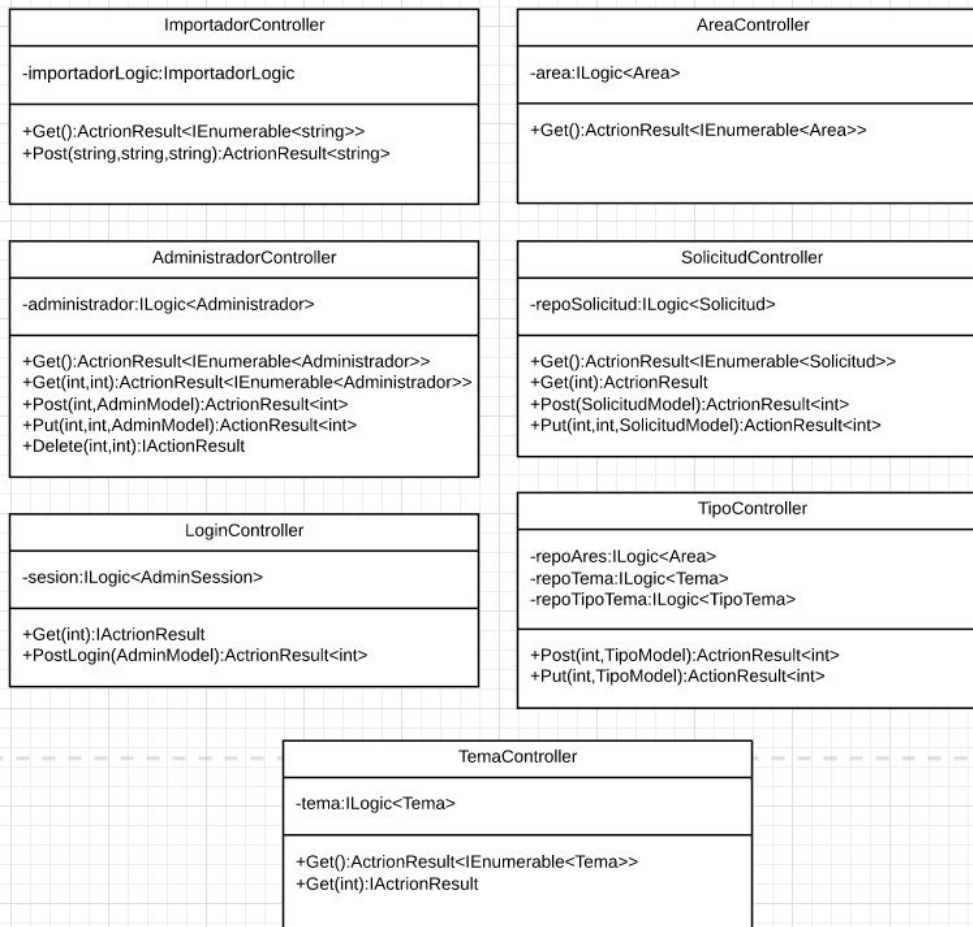 ImportadorController
-importadorLogic:ImportadorLogic
+Get():ActrionResult<IEnumerable<string>>
+Post(string,string,string):ActrionResult<string>
AreaController
-area:ILogic<Area>
+Get():ActrionResult<IEnumerable<Area>>
AdministradorController
-administrador:ILogic<Administrador>
+Get():ActrionResult<IEnumerable<Administrador>>
+Get(int,int):ActrionResult<IEnumerable<Administrador>>
+Post(int,AdminModel):ActrionResult<int>
+Put(int,int,AdminModel):ActionResult<int>
+Delete(int,int):IActionResult
SolicitudController
-repoSolicitud:ILogic<Solicitud>
+Get():ActrionResult<IEnumerable<Solicitud>>
+Get(int):ActrionResult
+Post(SolicitudModel):ActrionResult<int>
+Put(int,int,SolicitudModel):ActionResult<int>
LoginController
-sesion:ILogic<AdminSession>
+Get(int):IActrionResult
+PostLogin(AdminModel):ActrionResult<int>
TipoController
-repoAres:ILogic<Area>
-repoTema:ILogic<Tema>
-repoTipoTema:ILogic<TipoTema>
+Post(int,TipoModel):ActrionResult<int>
+Put(int,TipoModel):ActionResult<int>
TemaController
-tema:ILogic<Tema>
+Get():ActrionResult<IEnumerable<Tema>>
+Get(int):IActrionResult